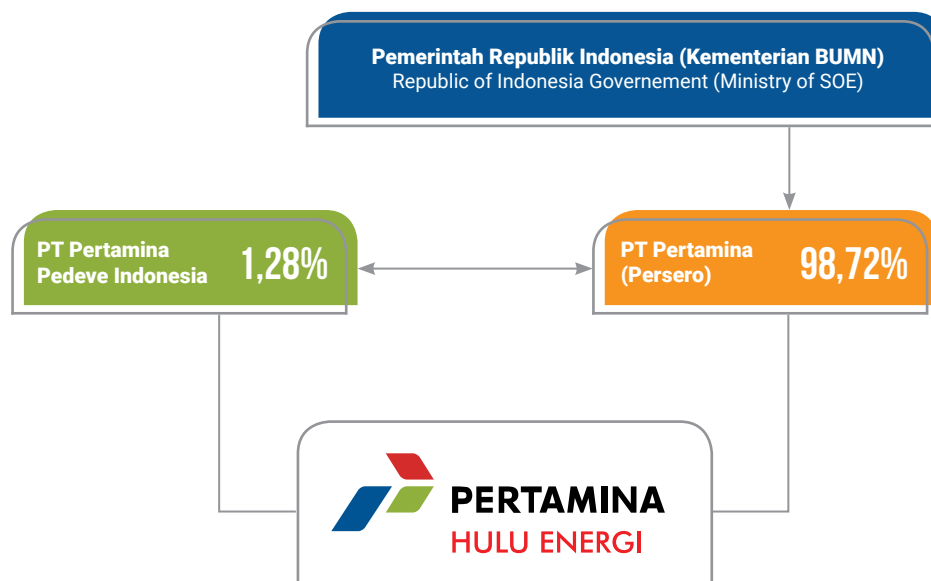 Pemerintah Republik Indonesia (Kementerian BUMN)
Republic of Indonesia Governement (Ministry of SOE)
PT Pertamina
Pedeve Indonesia
1,28%
PT Pertamina
(Persero)
98,72%
PERTAMINA
HULU ENERGI